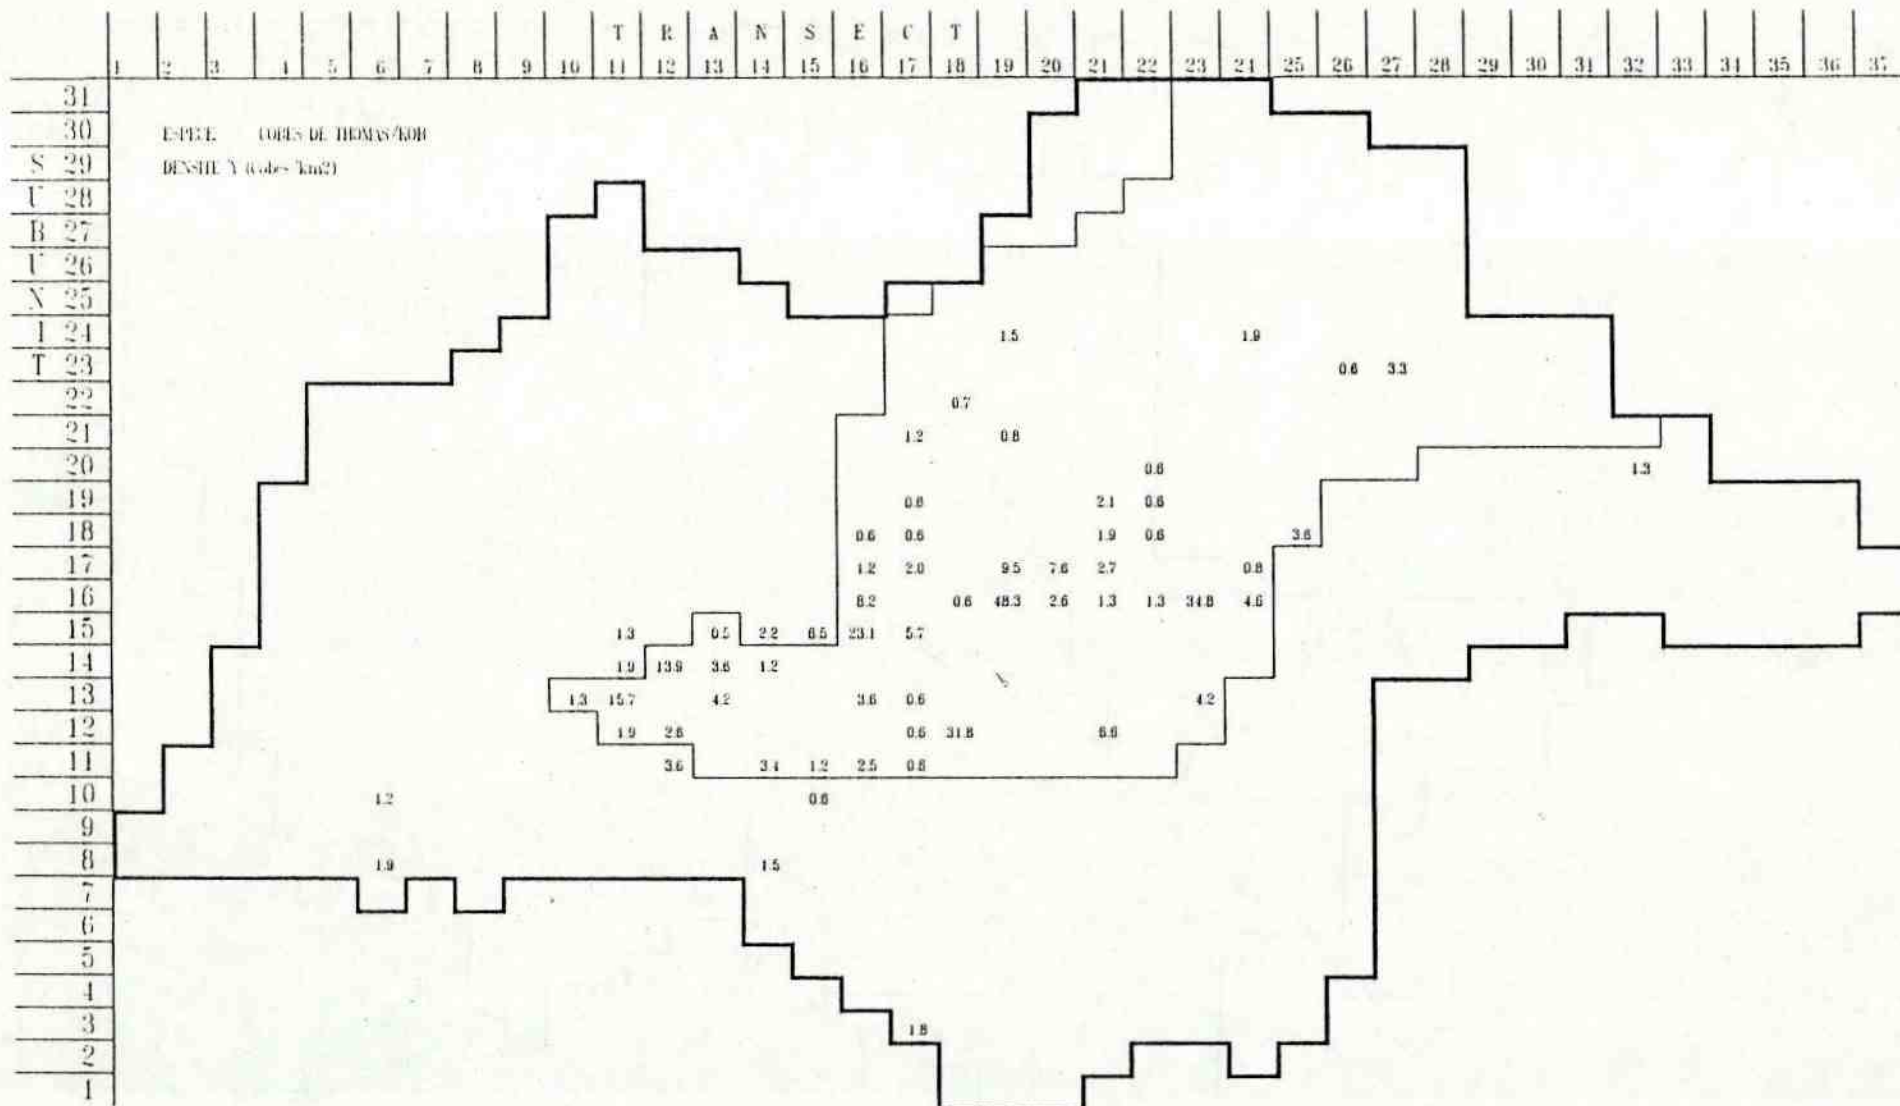 T R A N S E C T
1 2 3 4 5 6 7 8 9 10 11 12 13 14 15 16 17 18 19 20 21 22 23 24 25 26 27 28 29 30 31 32 33 34 35 36 37
31
30 ESPECE COBES DE THOMAS/KOB
S 29 DENSITE (cobes km2)
U 28
B 27
U 26
N 25
I 24 1.5 1.9
T 23 0.6 3.3
22 0.7
21 1.2 0.8
20 0.6 1.3
19 0.6 2.1 0.6
18 0.6 0.6 1.9 0.6 3.6
17 1.2 2.0 9.5 7.6 2.7 0.8
16 8.2 0.6 48.3 2.6 1.3 1.3 34.8 4.6
15 1.3 0.5 2.2 6.5 23.1 5.7
14 1.9 13.9 3.6 1.2
13 1.3 15.7 4.2 3.6 0.6 4.2
12 1.9 2.6 0.6 31.8 6.6
11 3.6 3.1 1.2 2.5 0.8
10 1.2 0.6
9
8 1.9 1.5
7
6
5
4
3 1.8
2
1